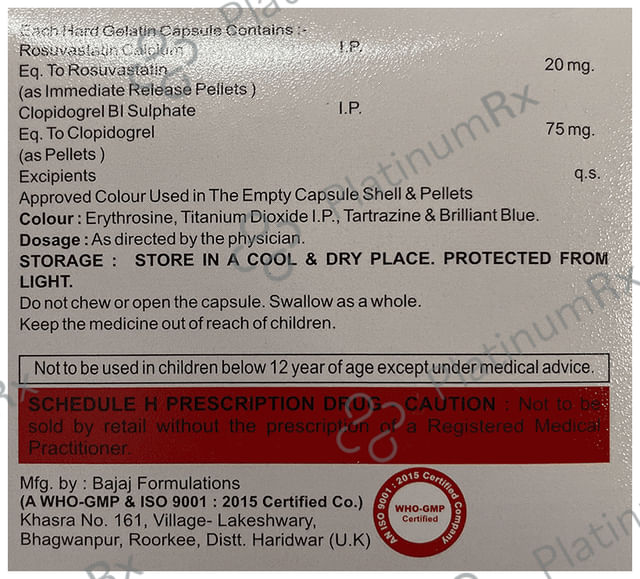 Each Hard Gelatin Capsule Contains :-
Rosuvastatin Calcium I.P.
Eq. To Rosuvastatin 20 mg.
(as Immediate Release Pellets )
Clopidogrel BI Sulphate I.P.
Eq. To Clopidogrel 75 mg.
(as Pellets )
Excipients q.s.
Approved Colour Used in The Empty Capsule Shell & Pellets
Colour : Erythrosine, Titanium Dioxide I.P., Tartrazine & Brilliant Blue.
Dosage : As directed by the physician.
STORAGE : STORE IN A COOL & DRY PLACE. PROTECTED FROM
LIGHT.
Do not chew or open the capsule. Swallow as a whole.
Keep the medicine out of reach of children.
Not to be used in children below 12 year of age except under medical advice.
SCHEDULE H PRESCRIPTION DRUG - CAUTION : Not to be
sold by retail without the prescription of a Registered Medical
Practitioner.
Mfg. by : Bajaj Formulations
(A WHO-GMP & ISO 9001 : 2015 Certified Co.)
Khasra No. 161, Village- Lakeshwary,
Bhagwanpur, Roorkee, Distt. Haridwar (U.K)
AN ISO 9001 : 2015 Certified Company
WHO-GMP
Certified
PlatinumRx
PlatinumRx
PlatinumRx
Platinum
Rx
Rx